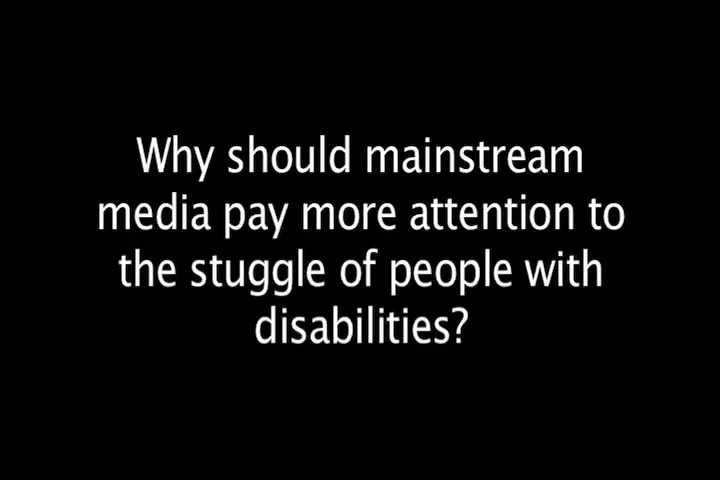 Why should mainstream
media pay more attention to
the stuggle of people with
disabilities?